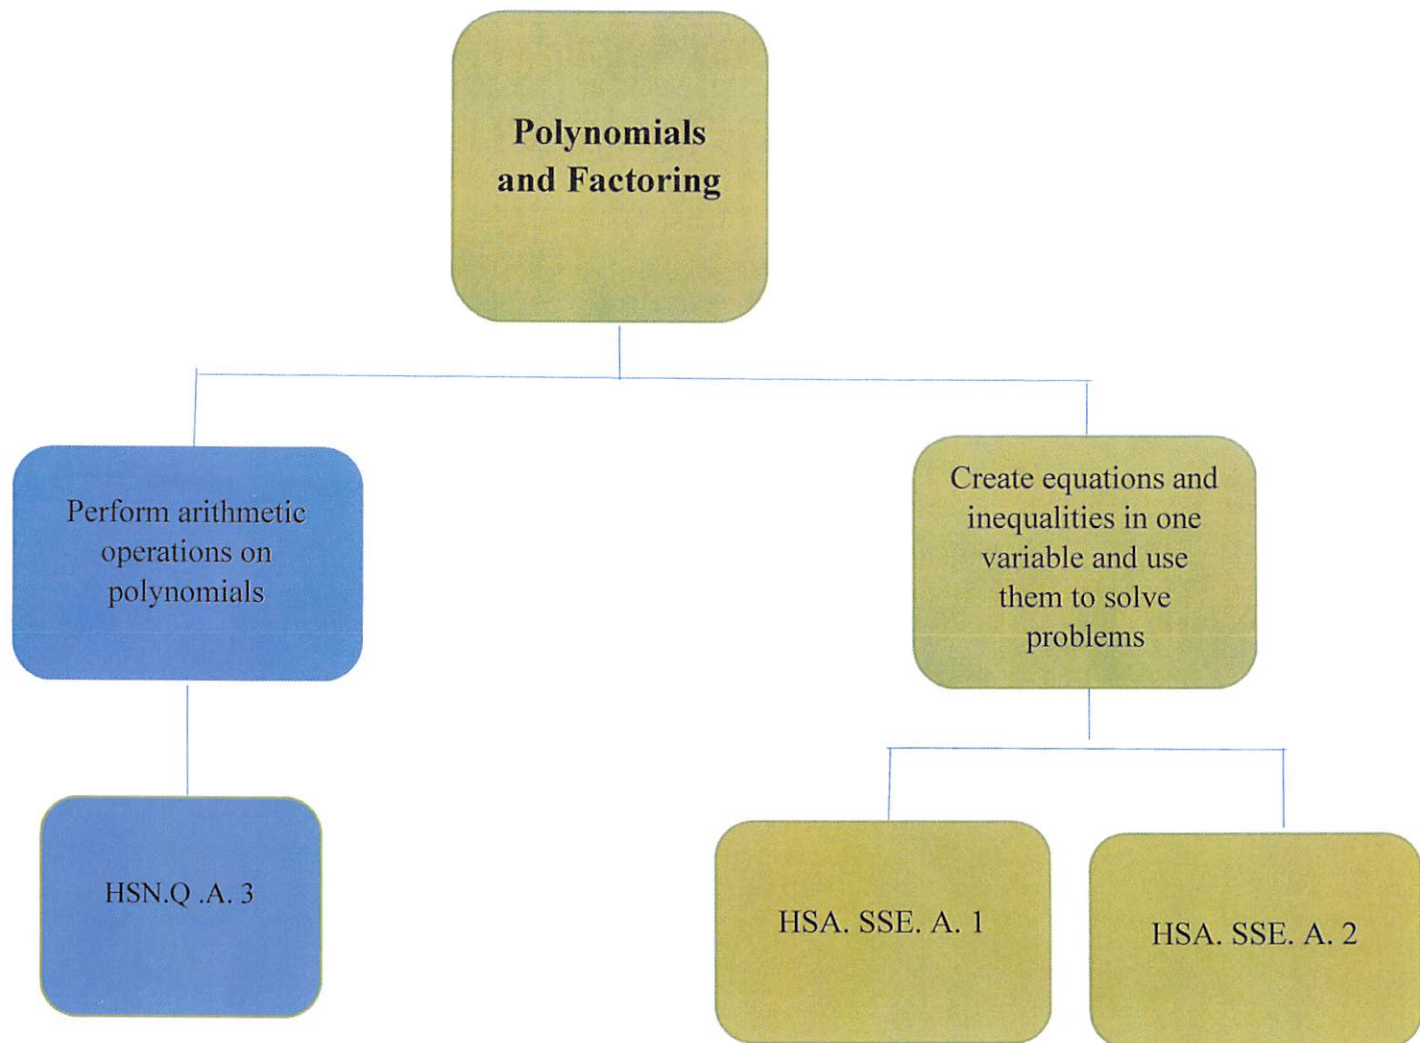 Polynomials
and Factoring
Perform arithmetic
operations on
polynomials
Create equations and
inequalities in one
variable and use
them to solve
problems
HSN.Q .A. 3
HSA. SSE. A. 1
HSA. SSE. A. 2